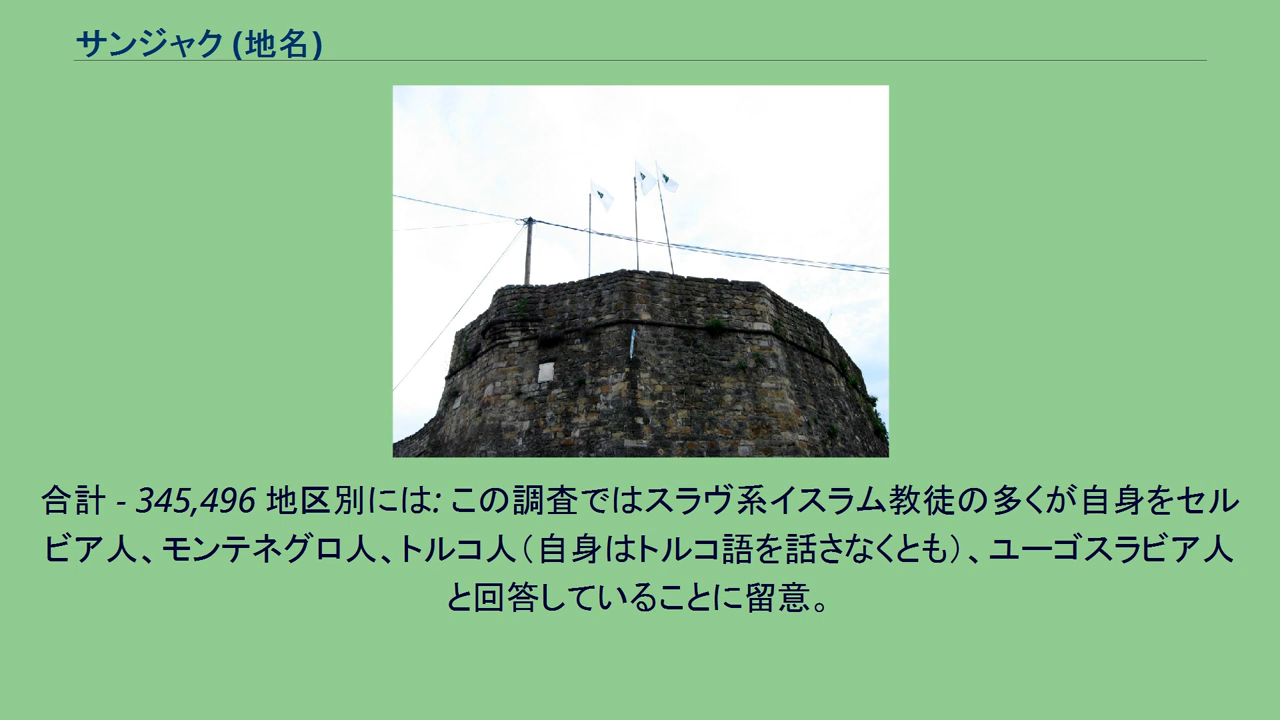 サンジャク (地名)
合計 - 345,496 地区別には: この調査ではスラヴ系イスラム教徒の多くが自身をセル
ビア人、モンテネグロ人、トルコ人（自身はトルコ語を話さなくとも）、ユーゴスラビア人
と回答していることに留意。